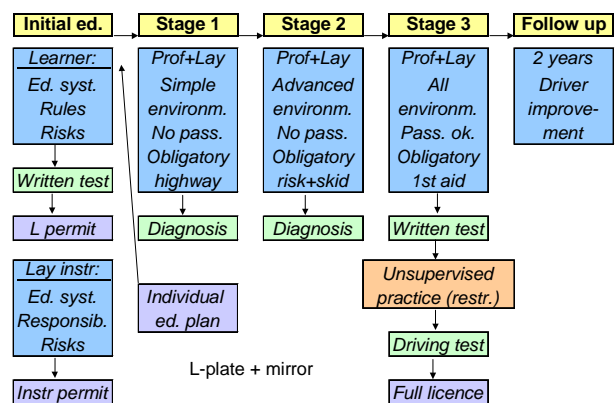 Initial ed.
Learner:
Ed. syst.
Rules
Risks
Written test
L permit
Lay instr:
Ed. syst.
Responsib.
Risks
Instr permit
Stage 1
Prof+Lay
Simple
environm.
No pass.
Obligatory
highway
Diagnosis
Individual
ed. plan
Stage 2
Prof+Lay
Advanced
environm.
No pass.
Obligatory
risk+skid
Diagnosis
L-plate + mirror
Stage 3
Prof+Lay
All
environm.
Pass. ok.
Obligatory
1st aid
Written test
Unsupervised
practice (restr.)
Driving test
Full licence
Follow up
2 years
Driver
improve-
ment